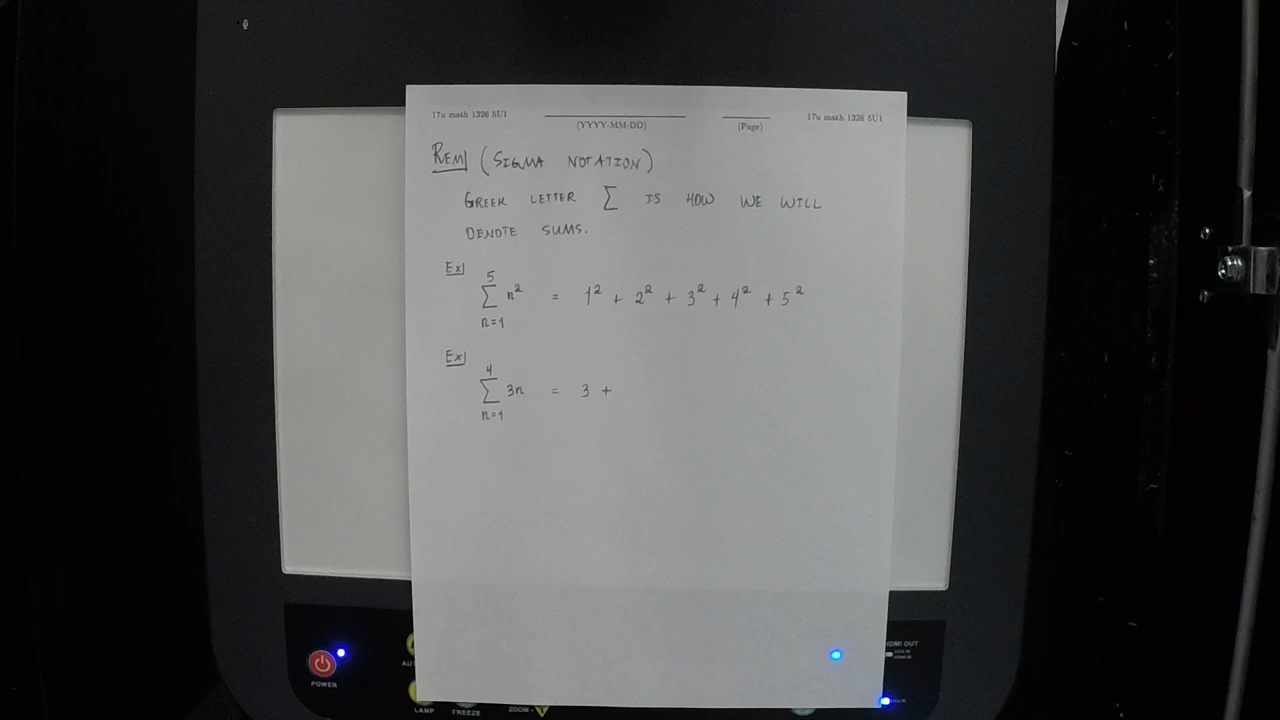 17u math 1326 5U1 (YYYY-MM-DD) (Page) 17u math 1326 5U1
REM (SIGMA NOTATION)
GREEK LETTER ∑ IS HOW WE WILL
DENOTE SUMS.
Ex
5
∑ n² = 1² + 2² + 3² + 4² + 5²
n=1
Ex
4
∑ 3n = 3 +
n=1
HDMI OUT
POWER
LAMP FREEZE ZOOM -